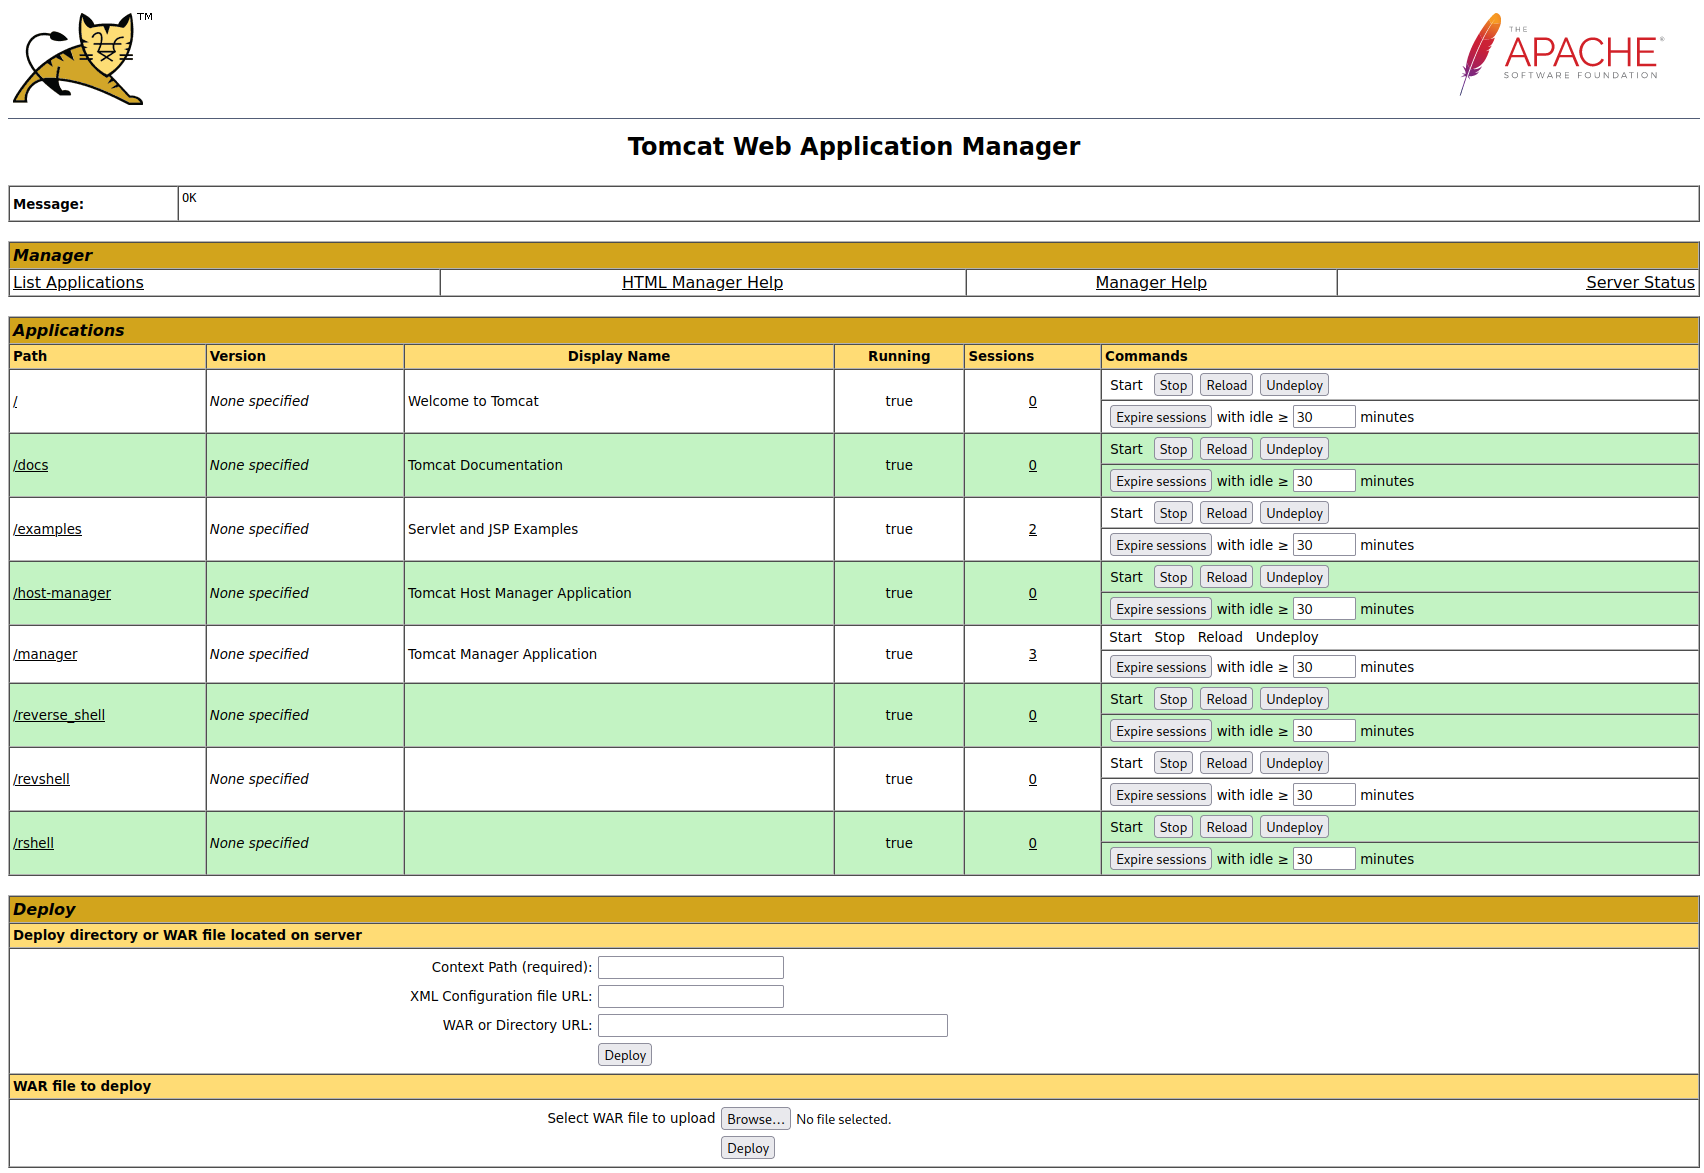 TM
THE
APACHE®
SOFTWARE FOUNDATION
Tomcat Web Application Manager
Message: OK
Manager
List Applications HTML Manager Help Manager Help Server Status
Applications
Path Version Display Name Running Sessions Commands
Start Stop Reload Undeploy
/ None specified Welcome to Tomcat true 0
Expire sessions with idle ≥ 30 minutes
Start Stop Reload Undeploy
/docs None specified Tomcat Documentation true 0
Expire sessions with idle ≥ 30 minutes
Start Stop Reload Undeploy
/examples None specified Servlet and JSP Examples true 2
Expire sessions with idle ≥ 30 minutes
Start Stop Reload Undeploy
/host-manager None specified Tomcat Host Manager Application true 0
Expire sessions with idle ≥ 30 minutes
Start Stop Reload Undeploy
/manager None specified Tomcat Manager Application true 3
Expire sessions with idle ≥ 30 minutes
Start Stop Reload Undeploy
/reverse_shell None specified true 0
Expire sessions with idle ≥ 30 minutes
Start Stop Reload Undeploy
/revshell None specified true 0
Expire sessions with idle ≥ 30 minutes
Start Stop Reload Undeploy
/rshell None specified true 0
Expire sessions with idle ≥ 30 minutes
Deploy
Deploy directory or WAR file located on server
Context Path (required):
XML Configuration file URL:
WAR or Directory URL:
Deploy
WAR file to deploy
Select WAR file to upload Browse... No file selected.
Deploy